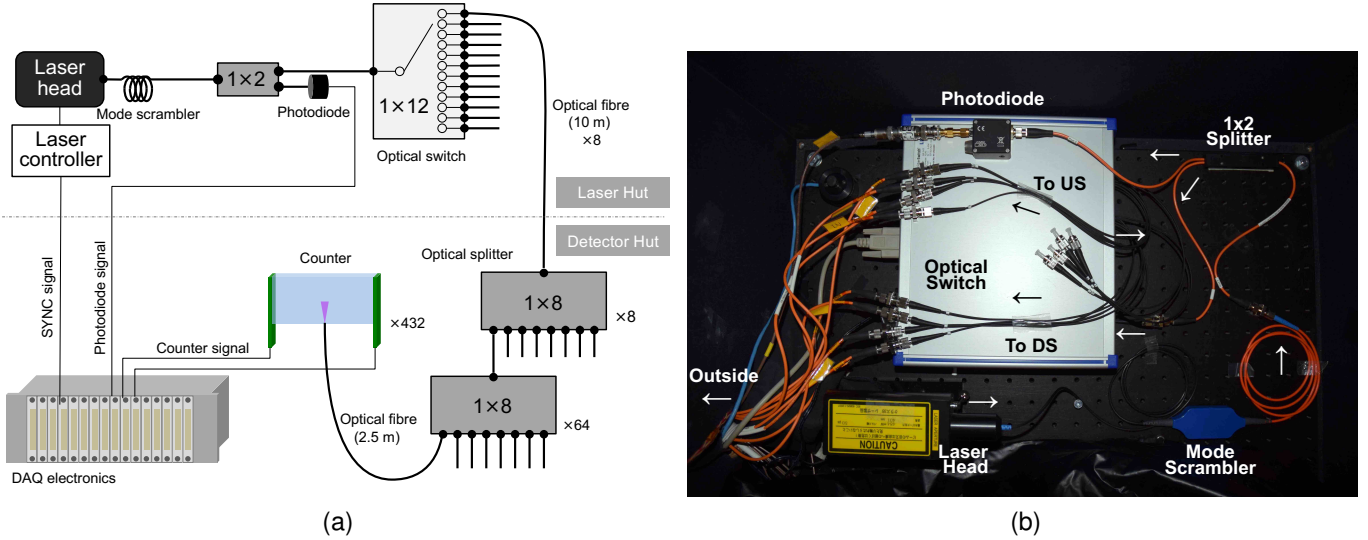 Laser
head
Mode scrambler
1×2
Photodiode
1×12
Optical switch
Optical fibre
(10 m)
×8
Laser
controller
Laser Hut
Detector Hut
SYNC signal
Photodiode signal
Counter
×432
Counter signal
Optical splitter
1×8
×8
1×8
×64
Optical fibre
(2.5 m)
DAQ electronics
(a)
Photodiode
1x2
Splitter
To US
Optical
Switch
To DS
Outside
CAUTION
Laser
Head
Mode
Scrambler
(b)